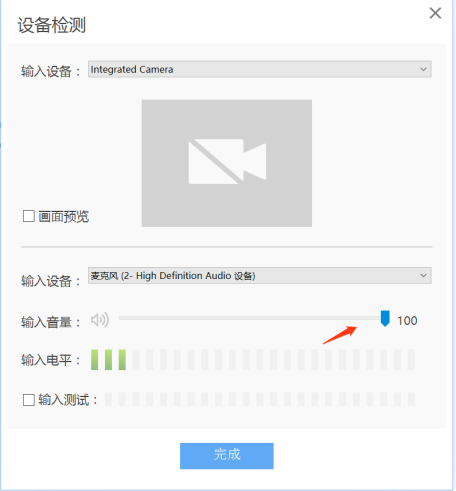 设备检测
输入设备：
Integrated Camera
画面预览
输入设备：
麦克风 (2- High Definition Audio 设备)
输入音量：
100
输入电平：
输入测试：
完成